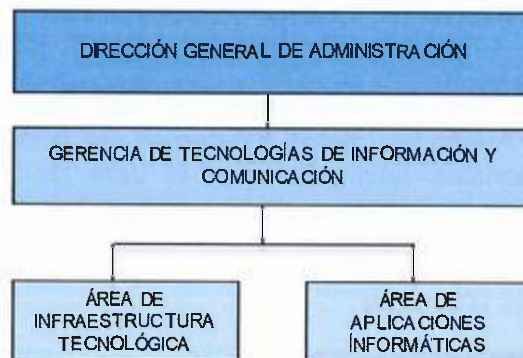 DIRECCIÓN GENERAL DE ADMINISTRACIÓN
GERENCIA DE TECNOLOGÍAS DE INFORMACIÓN Y
COMUNICACIÓN
ÁREA DE
INFRAESTRUCTURA
TECNOLÓGICA
ÁREA DE
APLICACIONES
INFORMÁTICAS